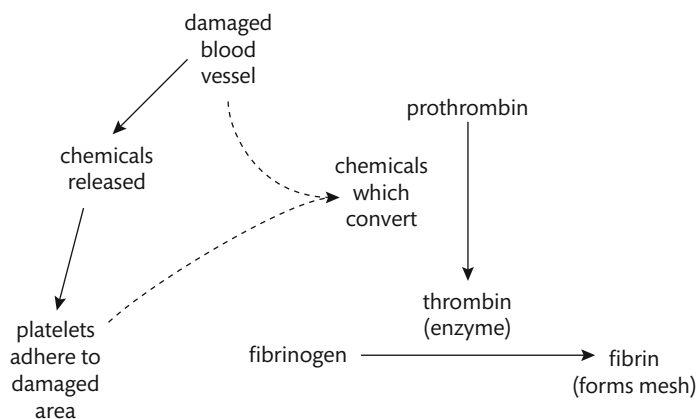 damaged
blood
vessel
chemicals
released
platelets
adhere to
damaged
area
chemicals
which
convert
prothrombin
thrombin
(enzyme)
fibrinogen
fibrin
(forms mesh)